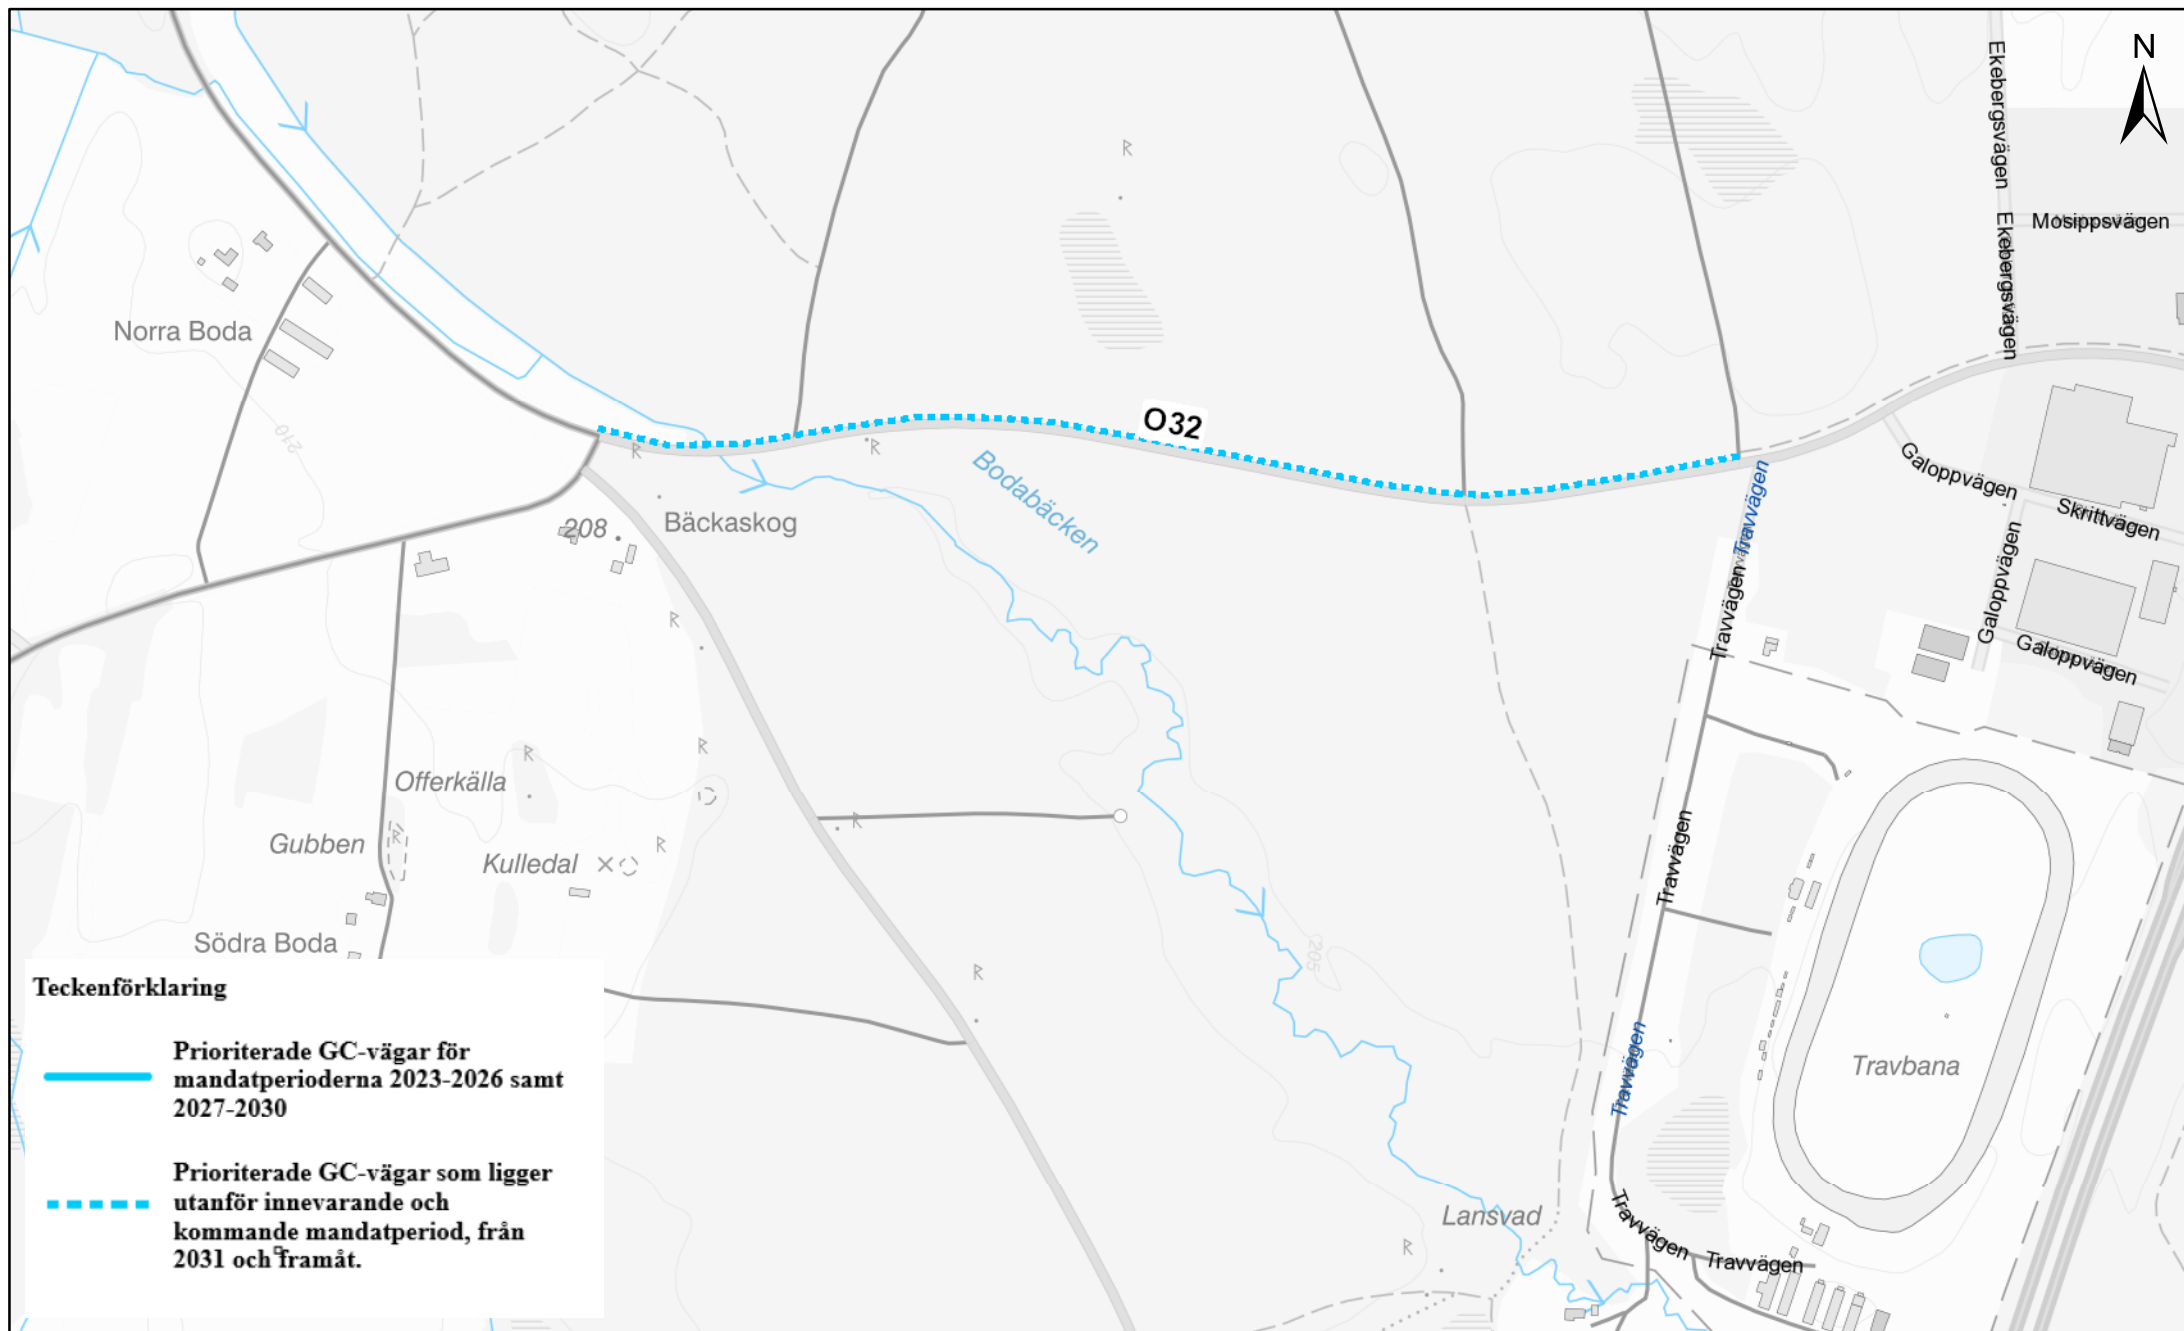 N
Ekebergsvägen
Ekebergsvägen
Mosippsvägen
Norra Boda
O32
210
Bodabäcken
Galoppvägen
Skrittvägen
Travvägen
208
Bäckaskog
Galoppvägen
Travvägen
Galoppvägen
Offerkälla
Gubben
Kulledal
Travvägen
Södra Boda
205
Travbana
Travvägen
Lansvad
Travvägen
Travvägen
Teckenförklaring
Prioriterade GC-vägar för
mandatperioderna 2023-2026 samt
2027-2030
Prioriterade GC-vägar som ligger
utanför innevarande och
kommande mandatperiod, från
2031 och framåt.